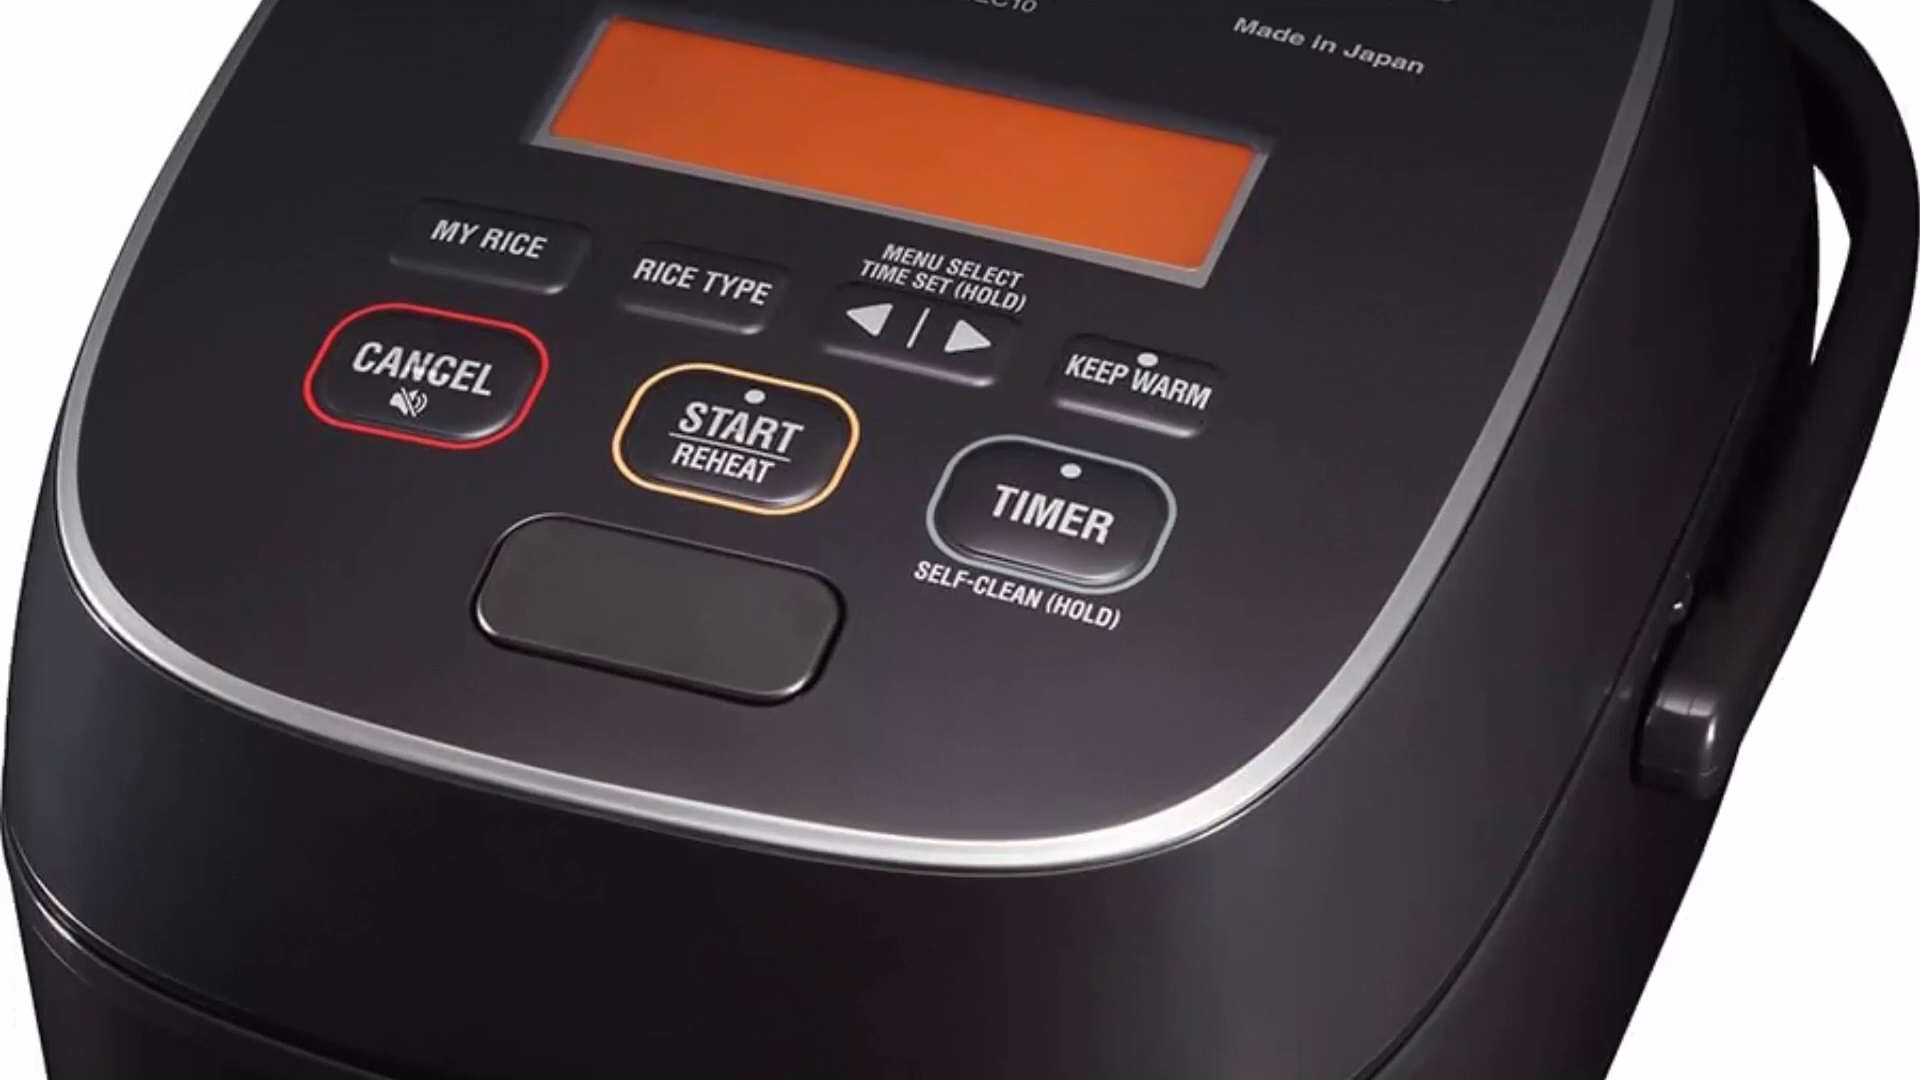 Made in Japan
MY RICE
RICE TYPE
MENU SELECT
TIME SET (HOLD)
KEEP WARM
CANCEL
START
REHEAT
TIMER
SELF-CLEAN (HOLD)